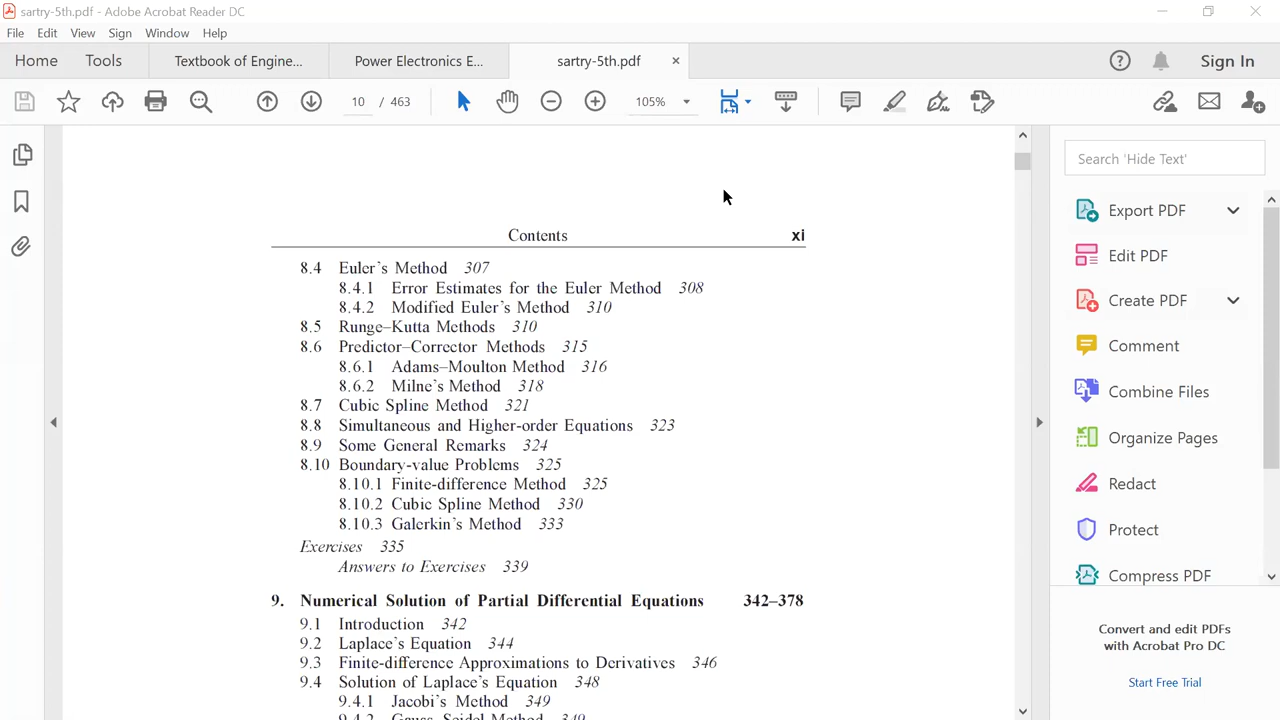 sartry-5th.pdf - Adobe Acrobat Reader DC
File Edit View Sign Window Help
Home Tools Textbook of Engine... Power Electronics E... sartry-5th.pdf × Sign In
10 / 463 105%
Search 'Hide Text'
Export PDF
Edit PDF
Create PDF
Comment
Combine Files
Organize Pages
Redact
Protect
Compress PDF
Convert and edit PDFs
with Acrobat Pro DC
Start Free Trial
Contents xi
8.4 Euler's Method 307
8.4.1 Error Estimates for the Euler Method 308
8.4.2 Modified Euler's Method 310
8.5 Runge–Kutta Methods 310
8.6 Predictor–Corrector Methods 315
8.6.1 Adams–Moulton Method 316
8.6.2 Milne's Method 318
8.7 Cubic Spline Method 321
8.8 Simultaneous and Higher-order Equations 323
8.9 Some General Remarks 324
8.10 Boundary-value Problems 325
8.10.1 Finite-difference Method 325
8.10.2 Cubic Spline Method 330
8.10.3 Galerkin's Method 333
Exercises 335
Answers to Exercises 339
9. Numerical Solution of Partial Differential Equations 342–378
9.1 Introduction 342
9.2 Laplace's Equation 344
9.3 Finite-difference Approximations to Derivatives 346
9.4 Solution of Laplace's Equation 348
9.4.1 Jacobi's Method 349
9.4.2 Gauss–Seidel Method 349